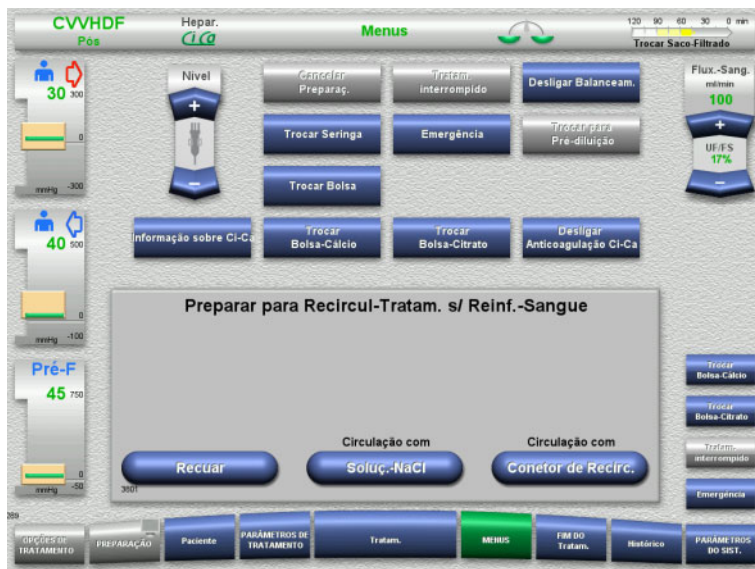 CVVHDF
Pós
Hepar.
CiCa
Menus
120 90 60 30 0 min
Trocar Saco-Filtrado
30 300
0
mmHg -300
40 500
0
mmHg -100
Pré-F
45 750
0
mmHg -50
Nível
+
−
Cancelar
Preparaç.
Tratam.
interrompido
Desligar Balanceam.
Trocar Seringa
Emergência
Trocar para
Pré-diluição
Trocar Bolsa
Informação sobre Ci-Ca
Trocar
Bolsa-Cálcio
Trocar
Bolsa-Citrato
Desligar
Anticoagulação Ci-Ca
Flux.-Sang.
ml/min
100
+
UF/FS
17%
−
Preparar para Recircul-Tratam. s/ Reinf.-Sangue
Circulação com
Circulação com
Recuar
Soluç.-NaCl
Conetor de Recirc.
3801
Trocar
Bolsa-Cálcio
Trocar
Bolsa-Citrato
Tratam.
interrompido
Emergência
289
OPÇÕES DE
TRATAMENTO
PREPARAÇÃO
Paciente
PARÂMETROS DE
TRATAMENTO
Tratam.
MENUS
FIM DO
Tratam.
Histórico
PARÂMETROS
DO SIST.